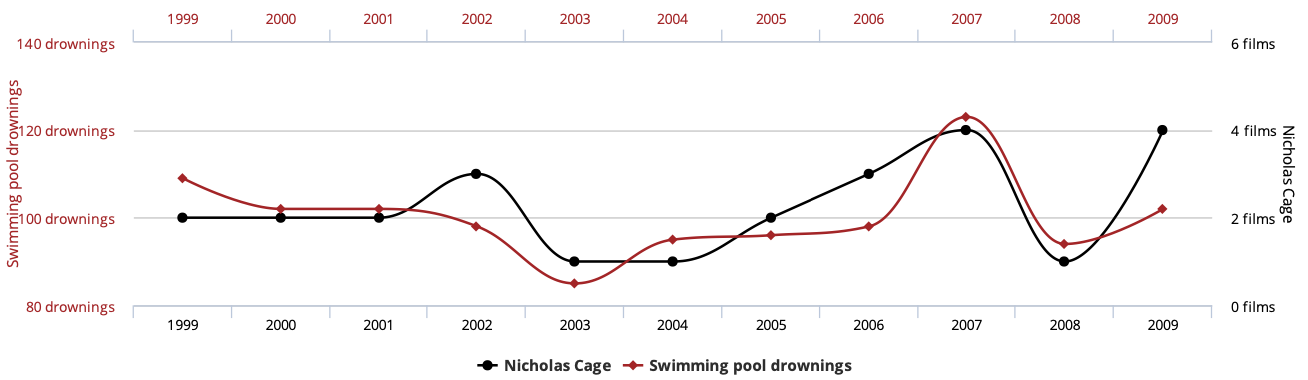 1999 2000 2001 2002 2003 2004 2005 2006 2007 2008 2009
140 drownings
6 films
Swimming pool drownings
120 drownings
4 films
Nicholas Cage
100 drownings
2 films
80 drownings
0 films
1999 2000 2001 2002 2003 2004 2005 2006 2007 2008 2009
Nicholas Cage Swimming pool drownings